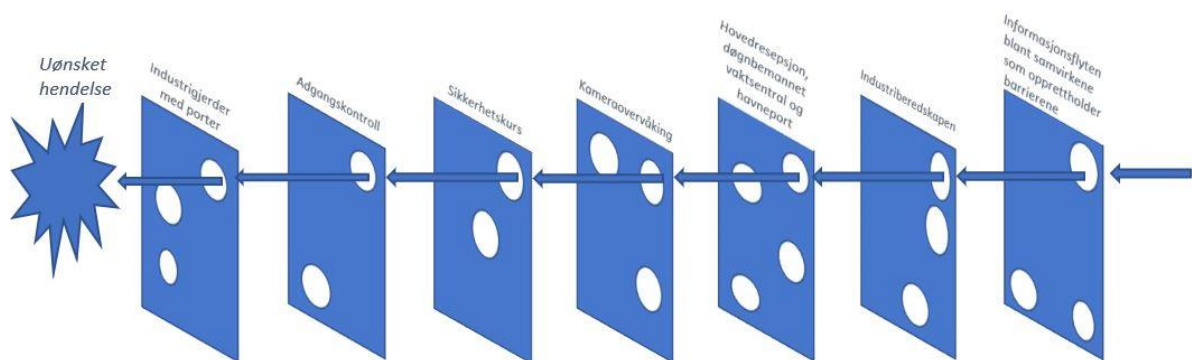 Uønsket
hendelse
Industrigjerder
med porter
Adgangskontroll
Sikkerhetskurs
Kameraovervåking
Hovedresepsjon,
døgnbemannet
vaktsentral og
havneport
Industriberedskapen
Informasjonsflyten
blant samvirkene
som opprettholder
barrierene